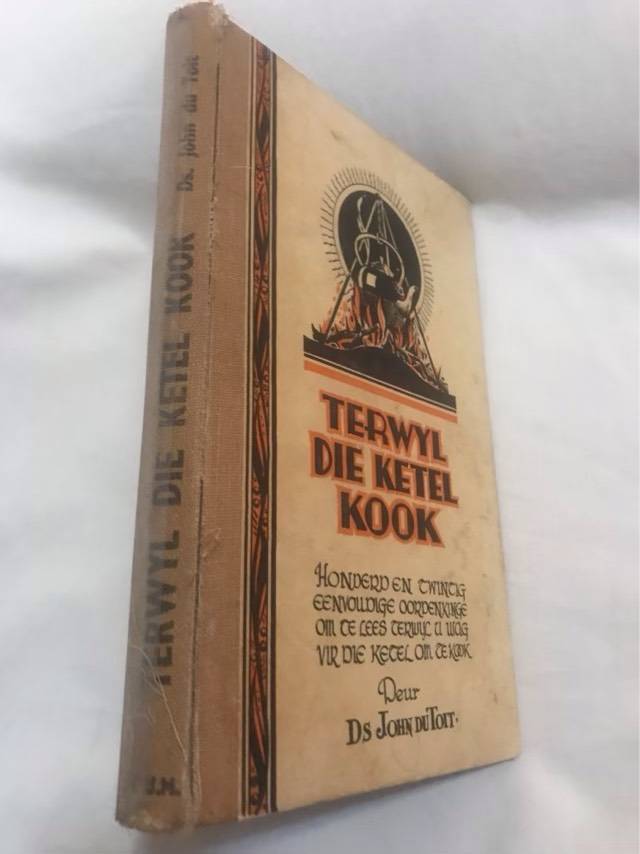 TERWYL DIE KETEL KOOK Ds. John du Toit
J.H.
TERWYL
DIE KETEL
KOOK
HONDERD EN TWINTIG
EENVOUDIGE OORDENKINGE
OM TE LEES TERWYL U WAG
VIR DIE KETEL OM TE KOOK
Deur
DS JOHN DU TOIT.